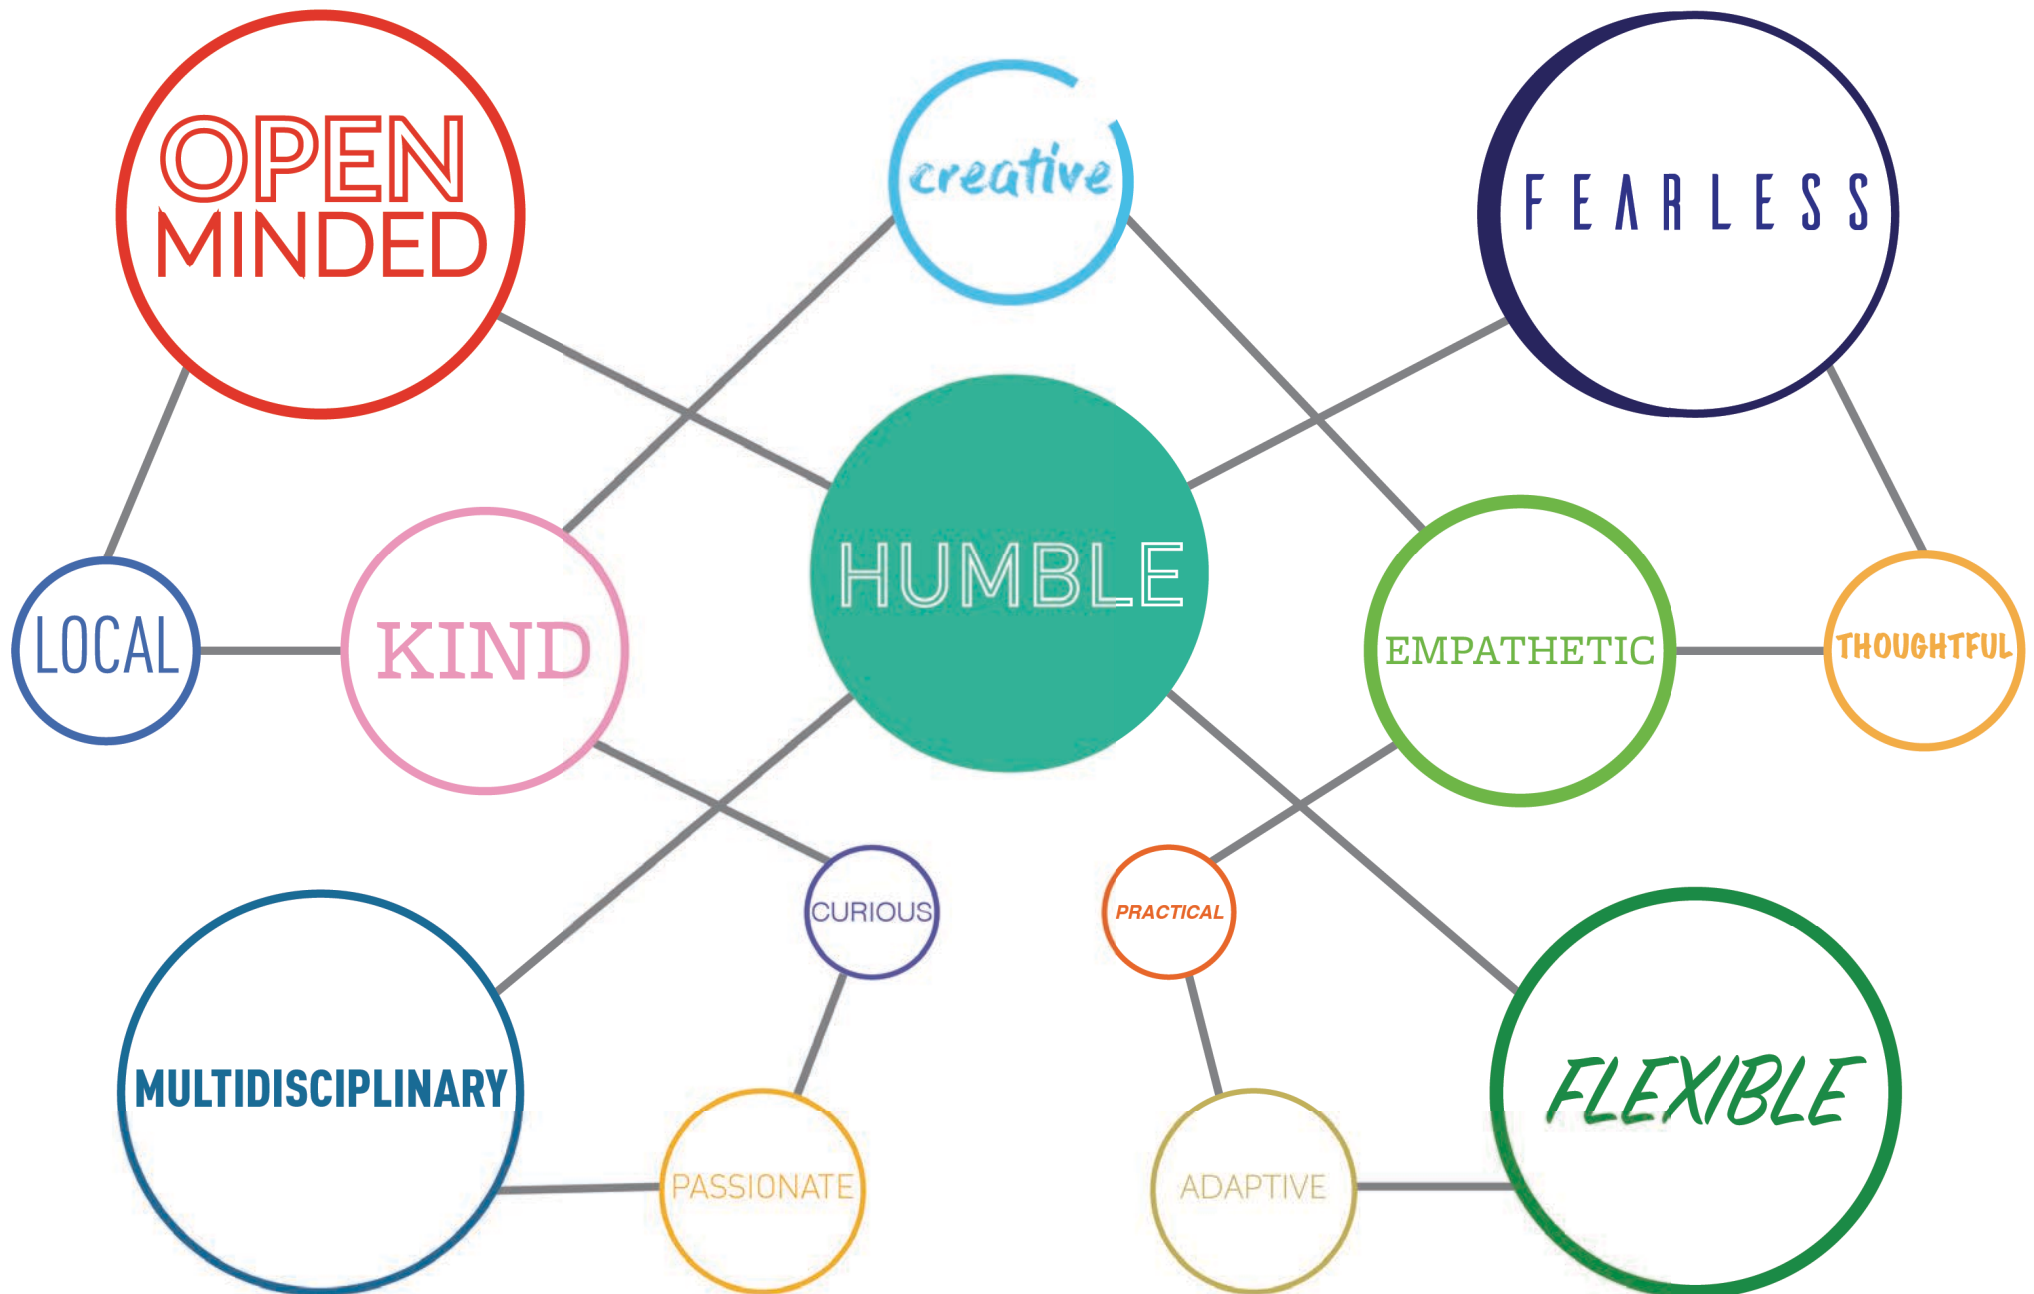 OPEN
MINDED
creative
FEARLESS
HUMBLE
LOCAL
KIND
EMPATHETIC
THOUGHTFUL
CURIOUS
PRACTICAL
MULTIDISCIPLINARY
FLEXIBLE
PASSIONATE
ADAPTIVE